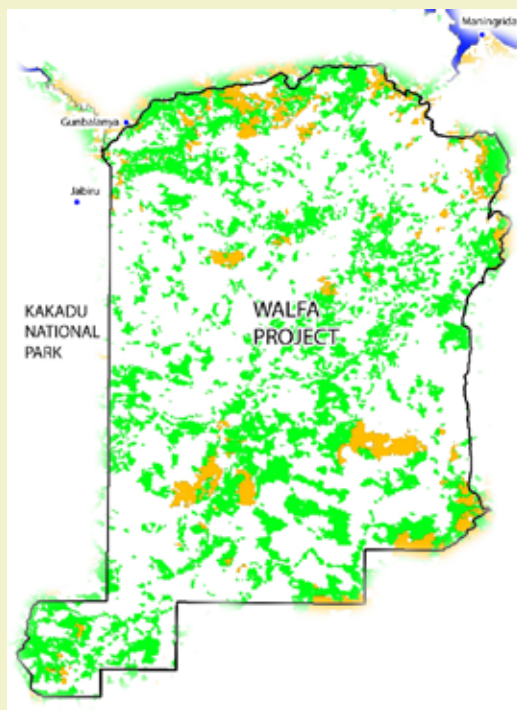 Maningrida
Gunbalanya
Jabiru
KAKADU
NATIONAL
PARK
WALFA
PROJECT